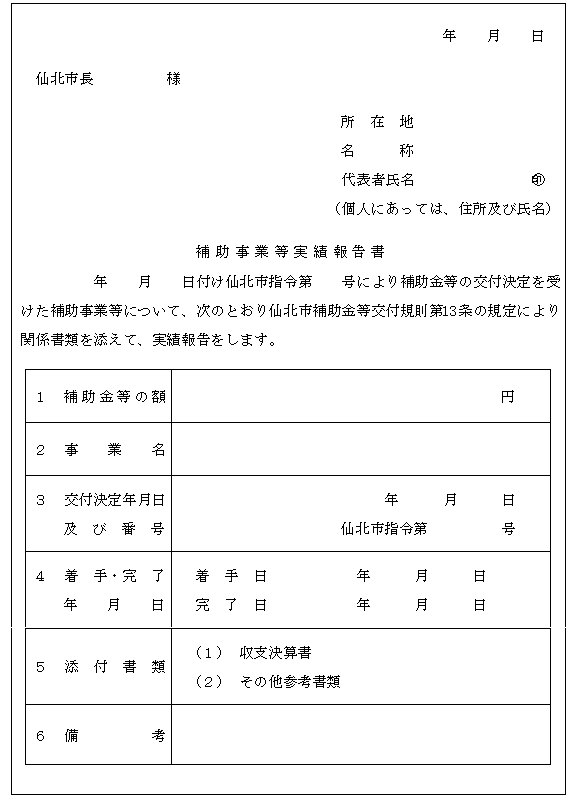 年　　月　　日
仙北市長　　　　　様
所　在　地
名　　　称
代表者氏名　　　　　　　　㊞
（個人にあっては、住所及び氏名）
補助事業等実績報告書
年　　月　　日付け仙北市指令第　　号により補助金等の交付決定を受
けた補助事業等について、次のとおり仙北市補助金等交付規則第13条の規定により
関係書類を添えて、実績報告をします。
1　補助金等の額　　円
2　事　業　名
3　交付決定年月日　　年　　月　　日
及び番号　　仙北市指令第　　　号
4　着手・完了　　着手日　　年　　月　　日
年　月　日　　完了日　　年　　月　　日
（1）　収支決算書
5　添付書類
（2）　その他参考書類
6　備　　考